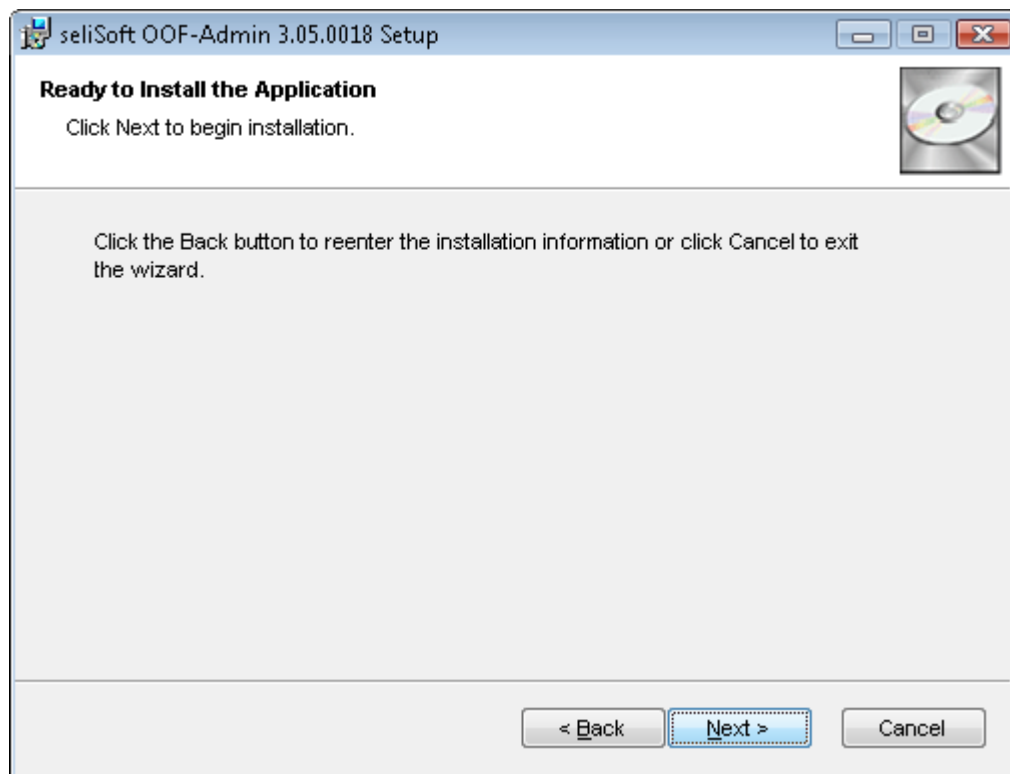 seliSoft OOF-Admin 3.05.0018 Setup
Ready to Install the Application
Click Next to begin installation.
Click the Back button to reenter the installation information or click Cancel to exit
the wizard.
< Back
Next >
Cancel